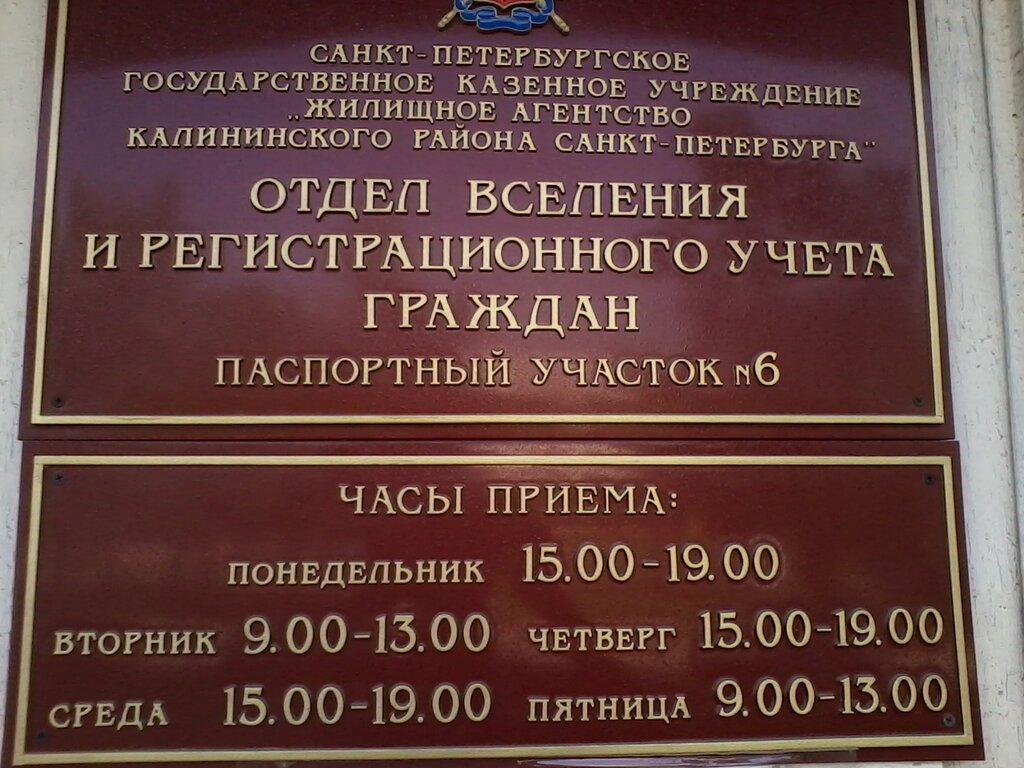 САНКТ-ПЕТЕРБУРГСКОЕ
ГОСУДАРСТВЕННОЕ КАЗЕННОЕ УЧРЕЖДЕНИЕ
„ЖИЛИЩНОЕ АГЕНТСТВО
КАЛИНИНСКОГО РАЙОНА САНКТ-ПЕТЕРБУРГА"
ОТДЕЛ ВСЕЛЕНИЯ
И РЕГИСТРАЦИОННОГО УЧЕТА
ГРАЖДАН
ПАСПОРТНЫЙ УЧАСТОК N6
ЧАСЫ ПРИЕМА:
ПОНЕДЕЛЬНИК 15.00-19.00
ВТОРНИК 9.00-13.00 ЧЕТВЕРГ 15.00-19.00
СРЕДА 15.00-19.00 ПЯТНИЦА 9.00-13.00